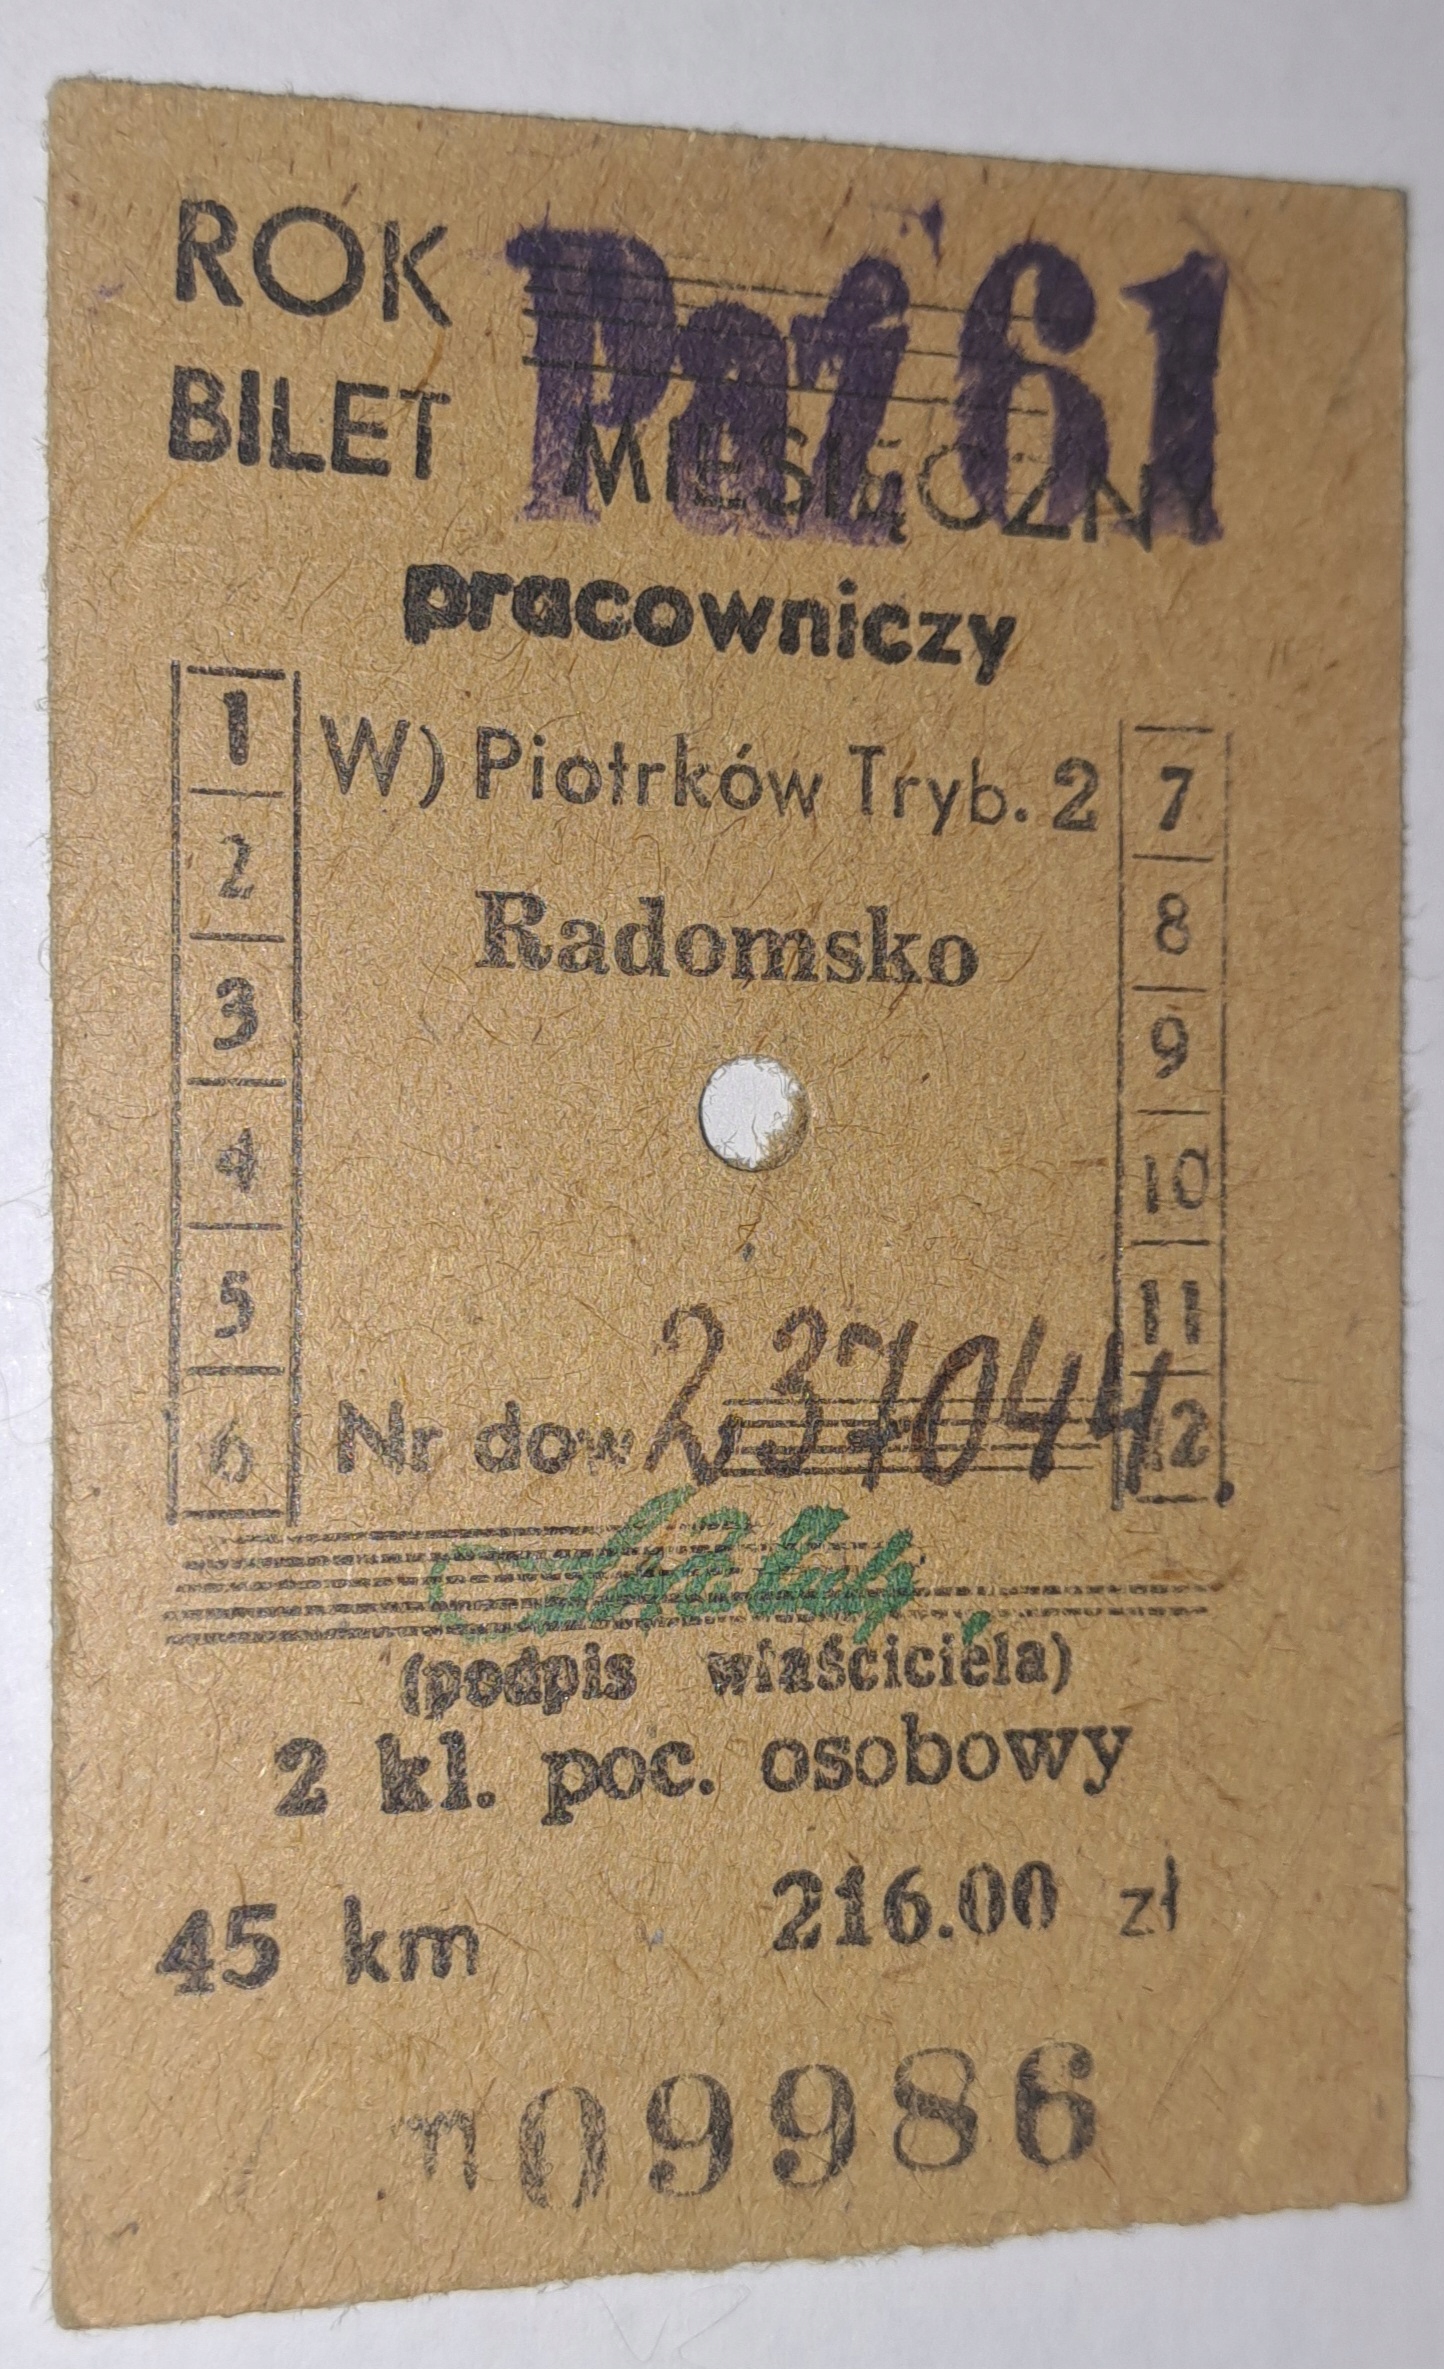 ROK Paź 61
BILET MIESIĘCZNY
pracowniczy
1
2
3
4
5
6
W) Piotrków Tryb. 2
Radomsko
7
8
9
10
11
12
Nr dow 237044
(podpis właściciela)
2 kl. poc. osobowy
45 km 216.00 zł
09986